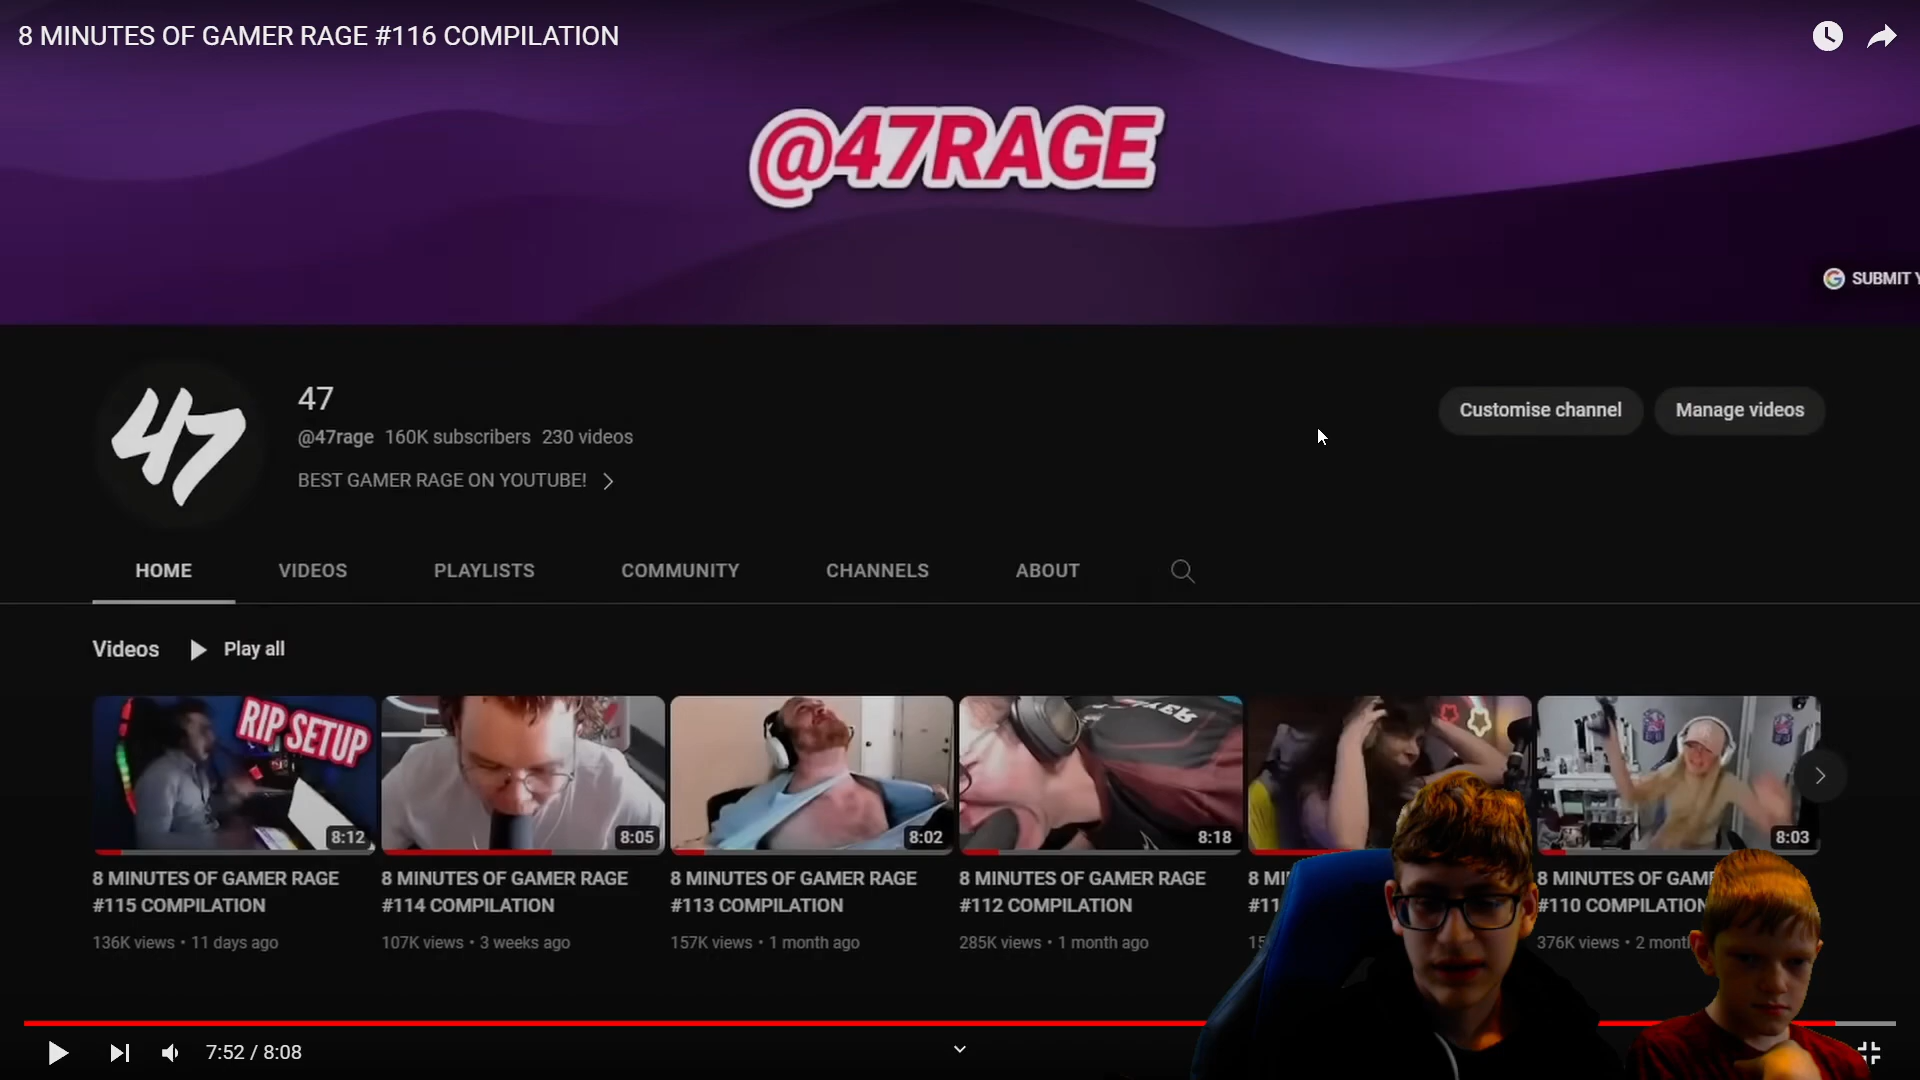 8 MINUTES OF GAMER RAGE #116 COMPILATION
@47RAGE
SUBMIT
47
47
@47rage 160K subscribers 230 videos
BEST GAMER RAGE ON YOUTUBE!
Customise channel
Manage videos
HOME VIDEOS PLAYLISTS COMMUNITY CHANNELS ABOUT
Videos Play all
RIP SETUP
8:12
8:05
8:02
8:18
8:03
8 MINUTES OF GAMER RAGE
#115 COMPILATION
136K views • 11 days ago
8 MINUTES OF GAMER RAGE
#114 COMPILATION
107K views • 3 weeks ago
8 MINUTES OF GAMER RAGE
#113 COMPILATION
157K views • 1 month ago
8 MINUTES OF GAMER RAGE
#112 COMPILATION
285K views • 1 month ago
8
8 MINUTES OF
#110 COMPILATION
376K views • 2
7:52 / 8:08